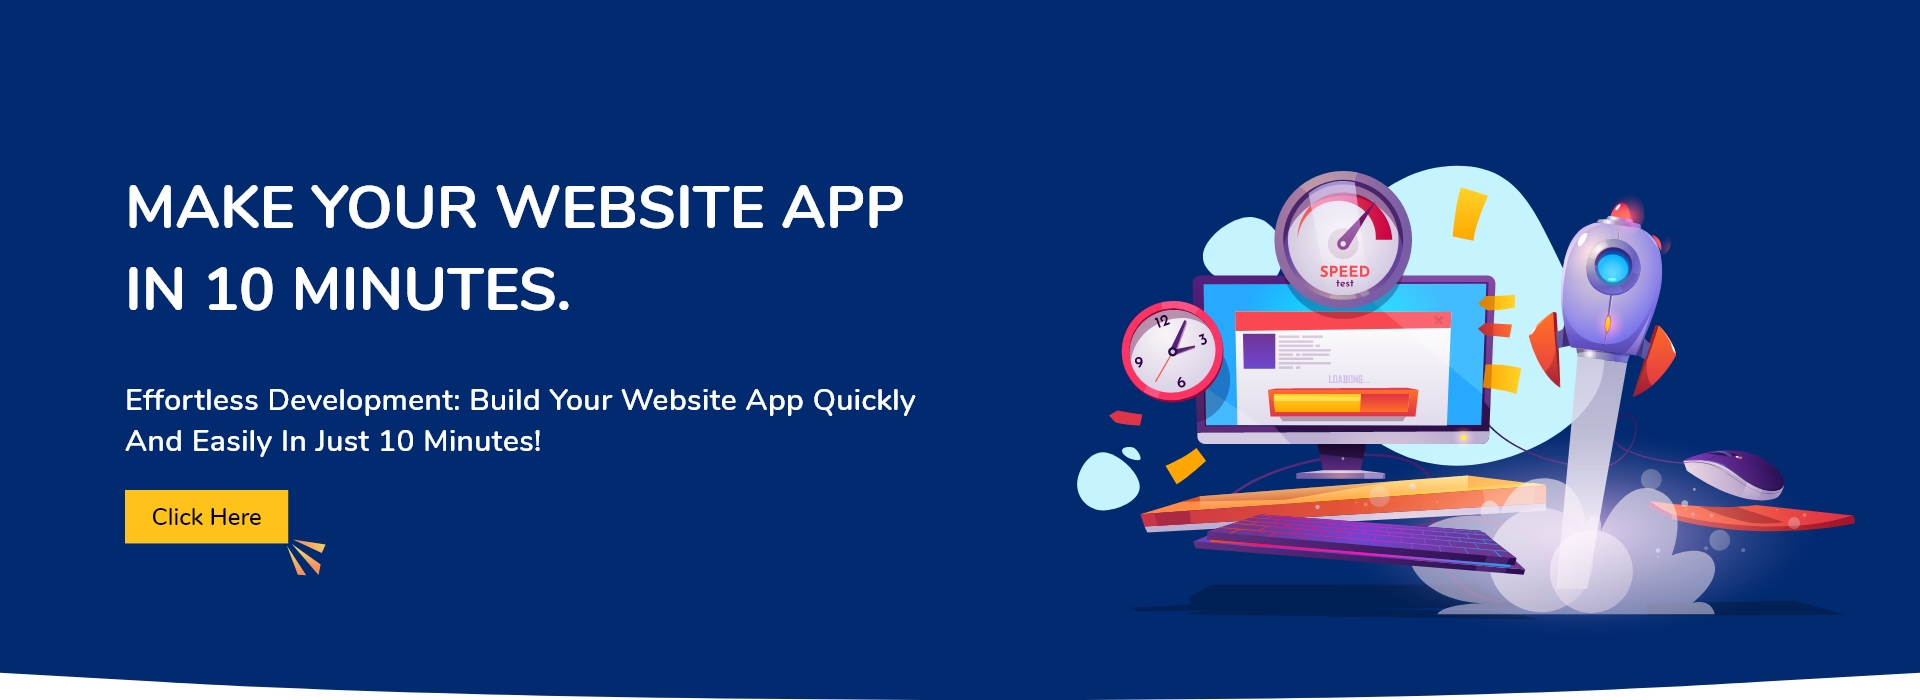 MAKE YOUR WEBSITE APP
IN 10 MINUTES.
Effortless Development: Build Your Website App Quickly
And Easily In Just 10 Minutes!
Click Here
SPEED
test
12
3
9
6
LOADING...